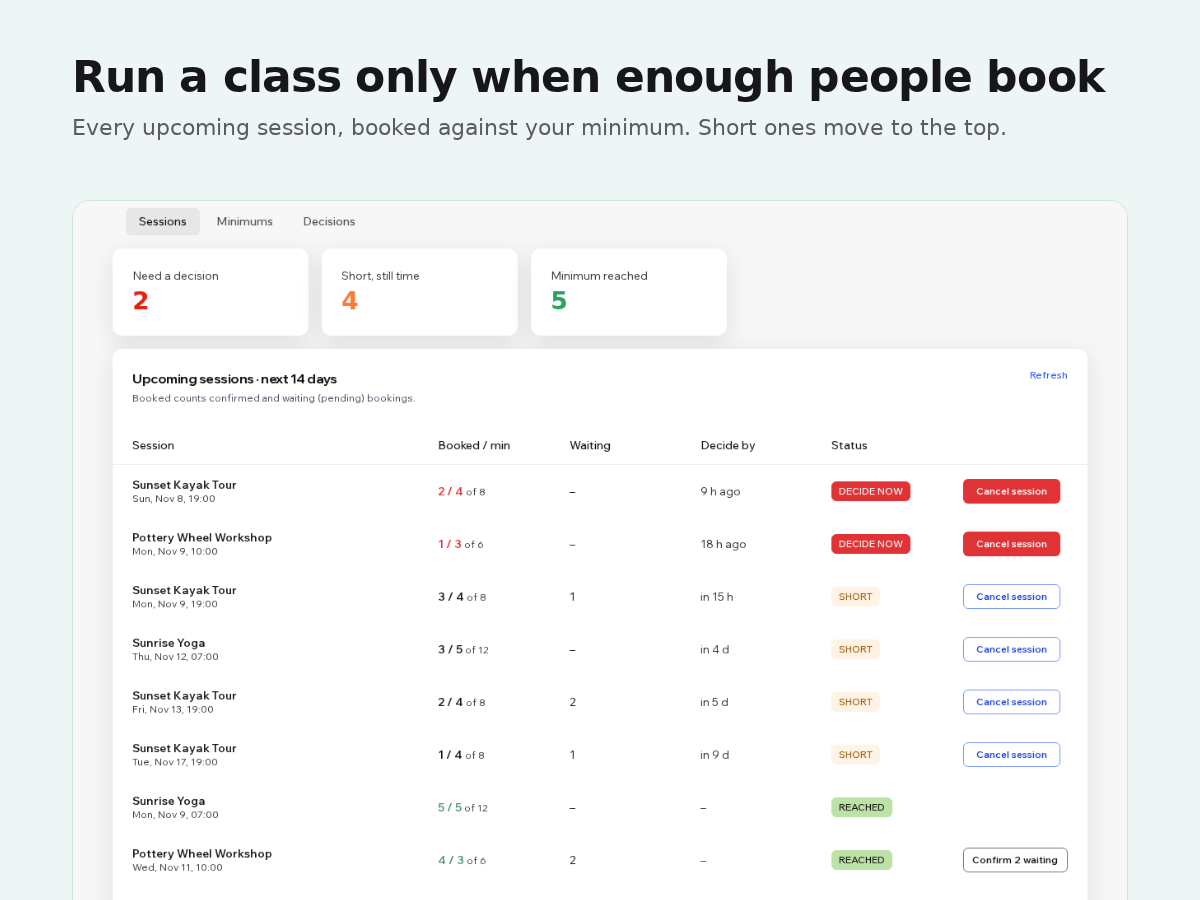 Run a class only when enough people book
Every upcoming session, booked against your minimum. Short ones move to the top.
Sessions Minimums Decisions
Need a decision Short, still time Minimum reached
2 4 5
Upcoming sessions · next 14 days Refresh
Booked counts confirmed and waiting (pending) bookings.
Session Booked / min Waiting Decide by Status
Sunset Kayak Tour
Sun, Nov 8, 19:00
2 / 4 of 8 – 9 h ago DECIDE NOW Cancel session
Pottery Wheel Workshop
Mon, Nov 9, 10:00
1 / 3 of 6 – 18 h ago DECIDE NOW Cancel session
Sunset Kayak Tour
Mon, Nov 9, 19:00
3 / 4 of 8 1 in 15 h SHORT Cancel session
Sunrise Yoga
Thu, Nov 12, 07:00
3 / 5 of 12 – in 4 d SHORT Cancel session
Sunset Kayak Tour
Fri, Nov 13, 19:00
2 / 4 of 8 2 in 5 d SHORT Cancel session
Sunset Kayak Tour
Tue, Nov 17, 19:00
1 / 4 of 8 1 in 9 d SHORT Cancel session
Sunrise Yoga
Mon, Nov 9, 07:00
5 / 5 of 12 – – REACHED
Pottery Wheel Workshop
Wed, Nov 11, 10:00
4 / 3 of 6 2 – REACHED Confirm 2 waiting